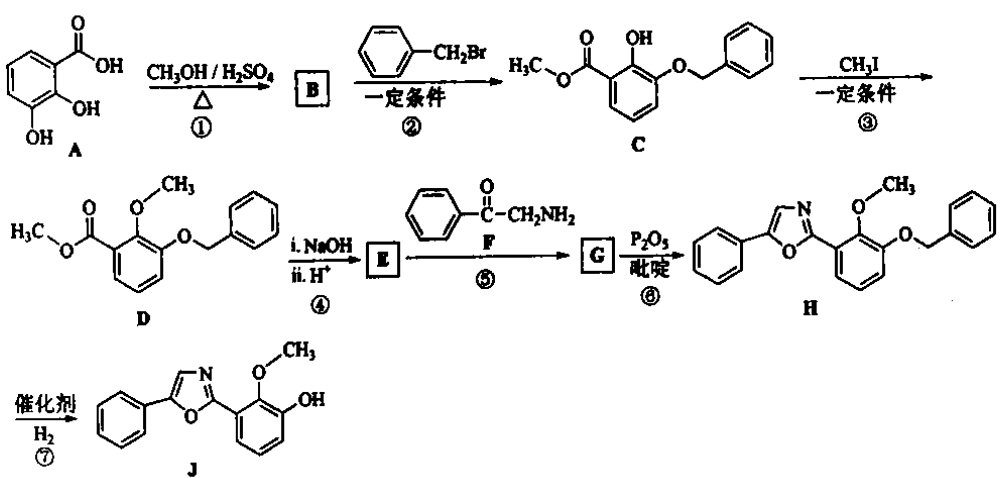 O
OH
OH
OH
A
CH₃OH / H₂SO₄
△
①
B
CH₂Br
一定条件
②
O
H₃C
O
OH
O
C
CH₃I
一定条件
③
O
H₃C
O
O
CH₃
O
D
i. NaOH
ii. H⁺
④
E
O
C—CH₂NH₂
F
⑤
G
P₂O₅
吡啶
⑥
N
O
O
CH₃
O
H
催化剂
H₂
⑦
N
O
O
CH₃
OH
J